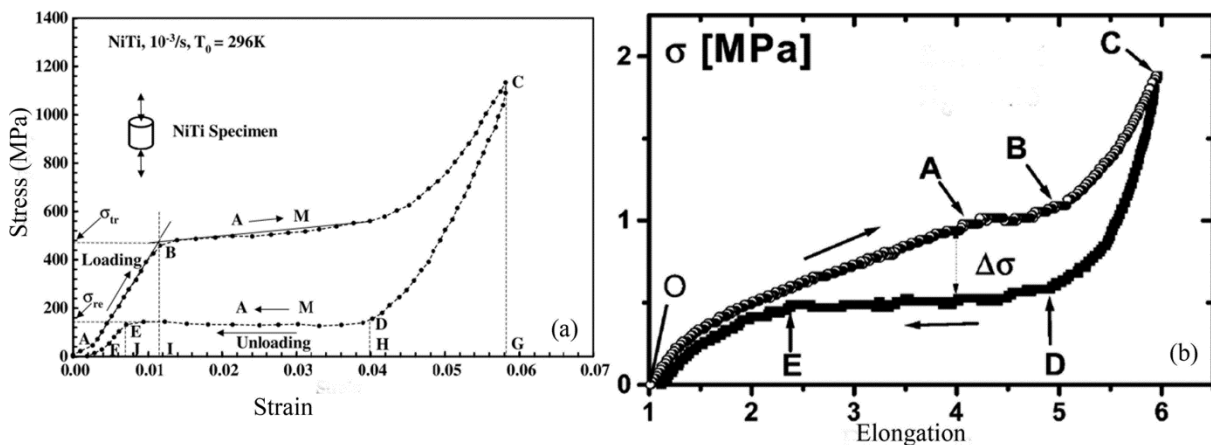 1400
1200
1000
800
600
400
200
0
Stress (MPa)
NiTi, 10⁻³/s, T₀ = 296K
NiTi Specimen
C
σtr
A → M
B
Loading
σre
A ← M
D
A
E
Unloading
(a)
F J I H G
0.00 0.01 0.02 0.03 0.04 0.05 0.06 0.07
Strain
σ [MPa]
2
1
0
C
B
A
Δσ
O
E
D
(b)
1 2 3 4 5 6
Elongation